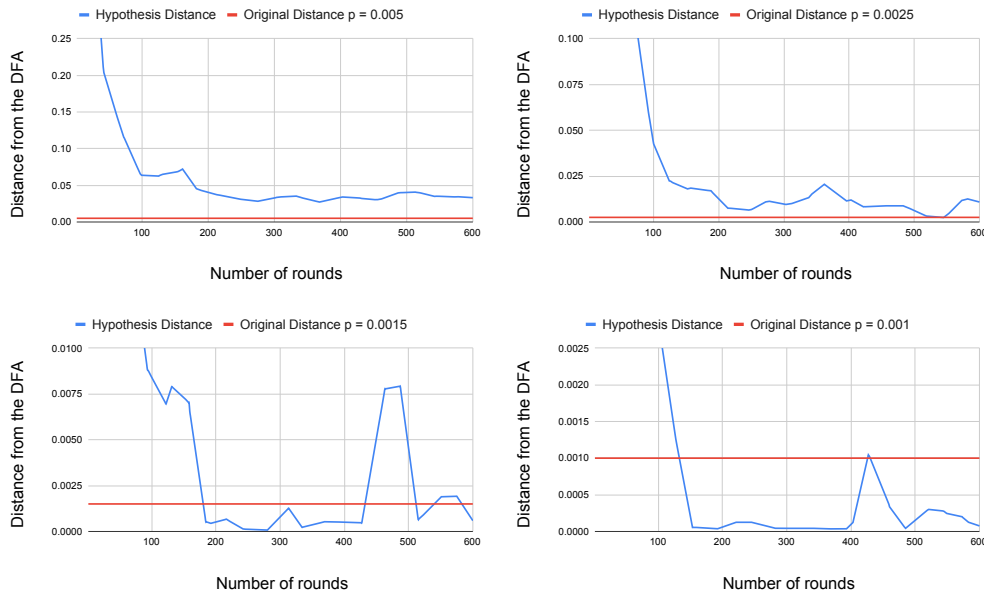 Hypothesis Distance Original Distance p = 0.005
Distance from the DFA
0.25
0.20
0.15
0.10
0.05
0.00
100 200 300 400 500 600
Number of rounds
Hypothesis Distance Original Distance p = 0.0025
Distance from the DFA
0.100
0.075
0.050
0.025
0.000
100 200 300 400 500 600
Number of rounds
Hypothesis Distance Original Distance p = 0.0015
Distance from the DFA
0.0100
0.0075
0.0050
0.0025
0.0000
100 200 300 400 500 600
Number of rounds
Hypothesis Distance Original Distance p = 0.001
Distance from the DFA
0.0025
0.0020
0.0015
0.0010
0.0005
0.0000
100 200 300 400 500 600
Number of rounds